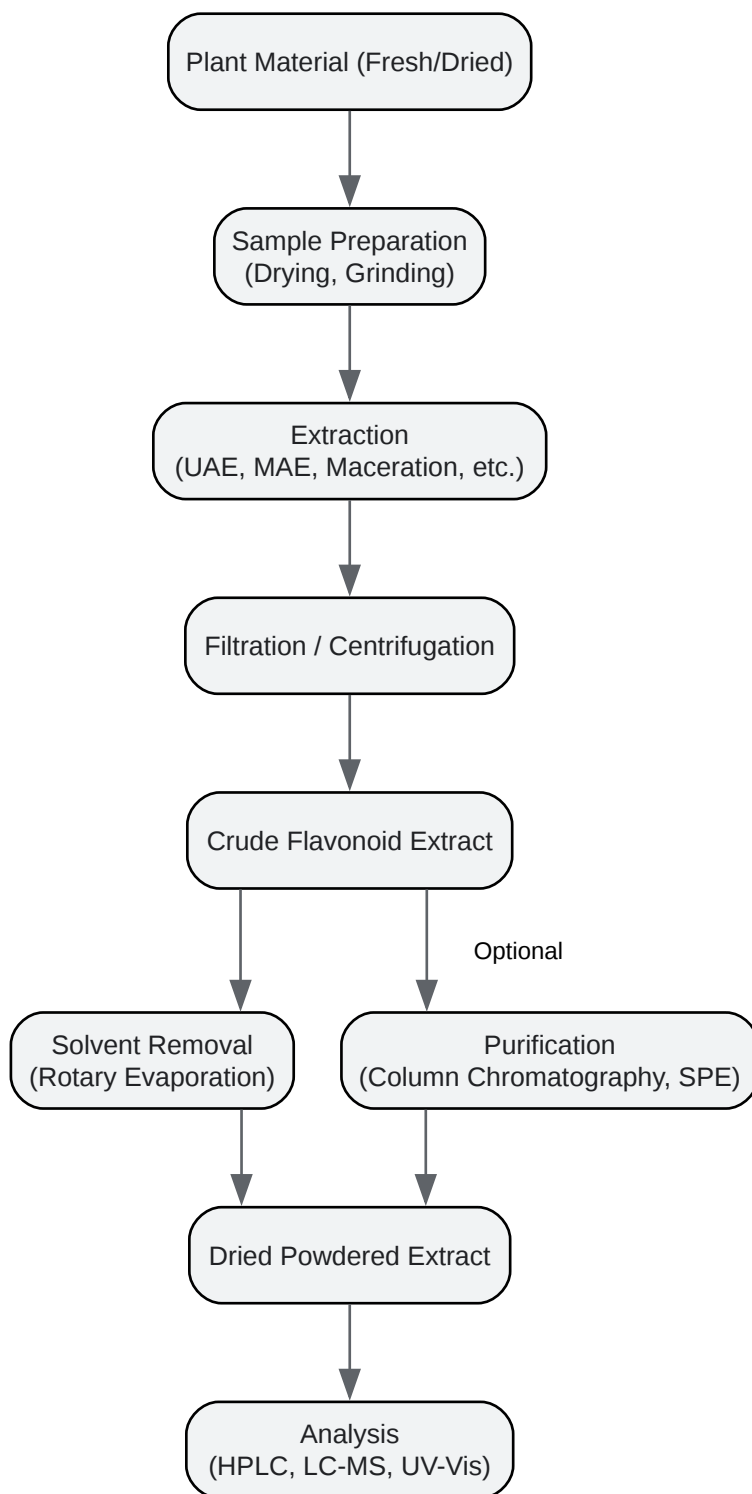 Plant Material (Fresh/Dried)
Sample Preparation
(Drying, Grinding)
Extraction
(UAE, MAE, Maceration, etc.)
Filtration / Centrifugation
Crude Flavonoid Extract
Optional
Solvent Removal
(Rotary Evaporation)
Purification
(Column Chromatography, SPE)
Dried Powdered Extract
Analysis
(HPLC, LC-MS, UV-Vis)